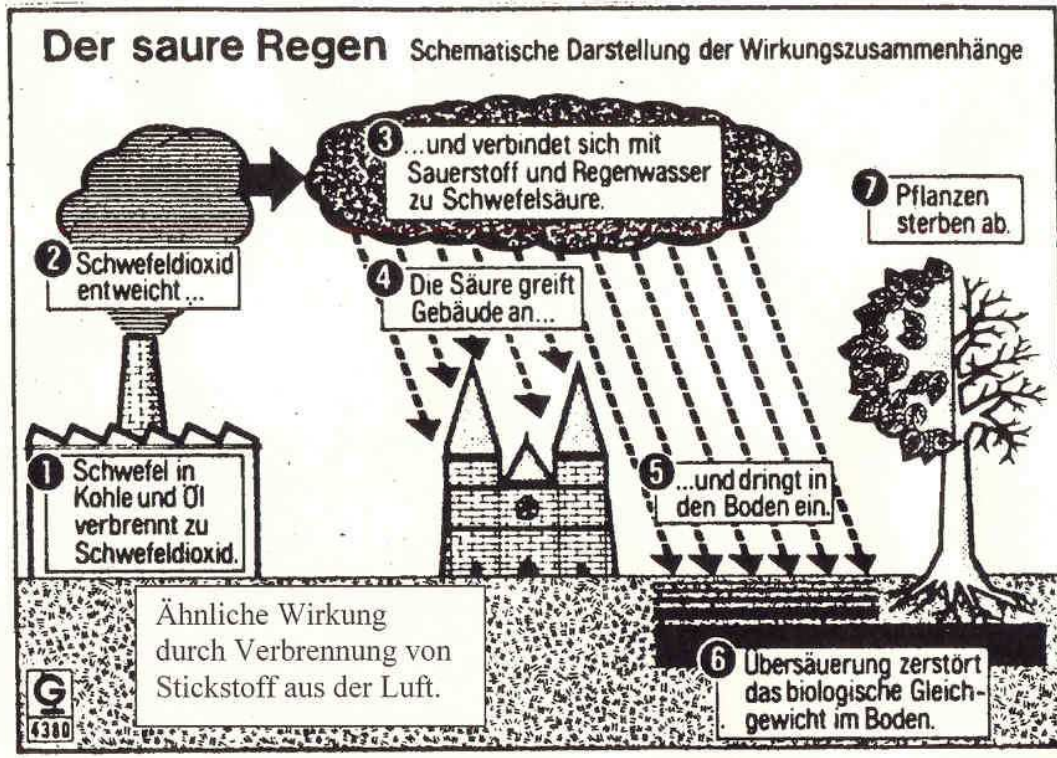 Der saure Regen Schematische Darstellung der Wirkungszusammenhänge
1 Schwefel in
Kohle und Öl
verbrennt zu
Schwefeldioxid.
2 Schwefeldioxid
entweicht...
3 ...und verbindet sich mit
Sauerstoff und Regenwasser
zu Schwefelsäure.
4 Die Säure greift
Gebäude an...
5 ...und dringt in
den Boden ein.
6 Übersäuerung zerstört
das biologische Gleich-
gewicht im Boden.
7 Pflanzen
sterben ab.
Ähnliche Wirkung
durch Verbrennung von
Stickstoff aus der Luft.
G
4380